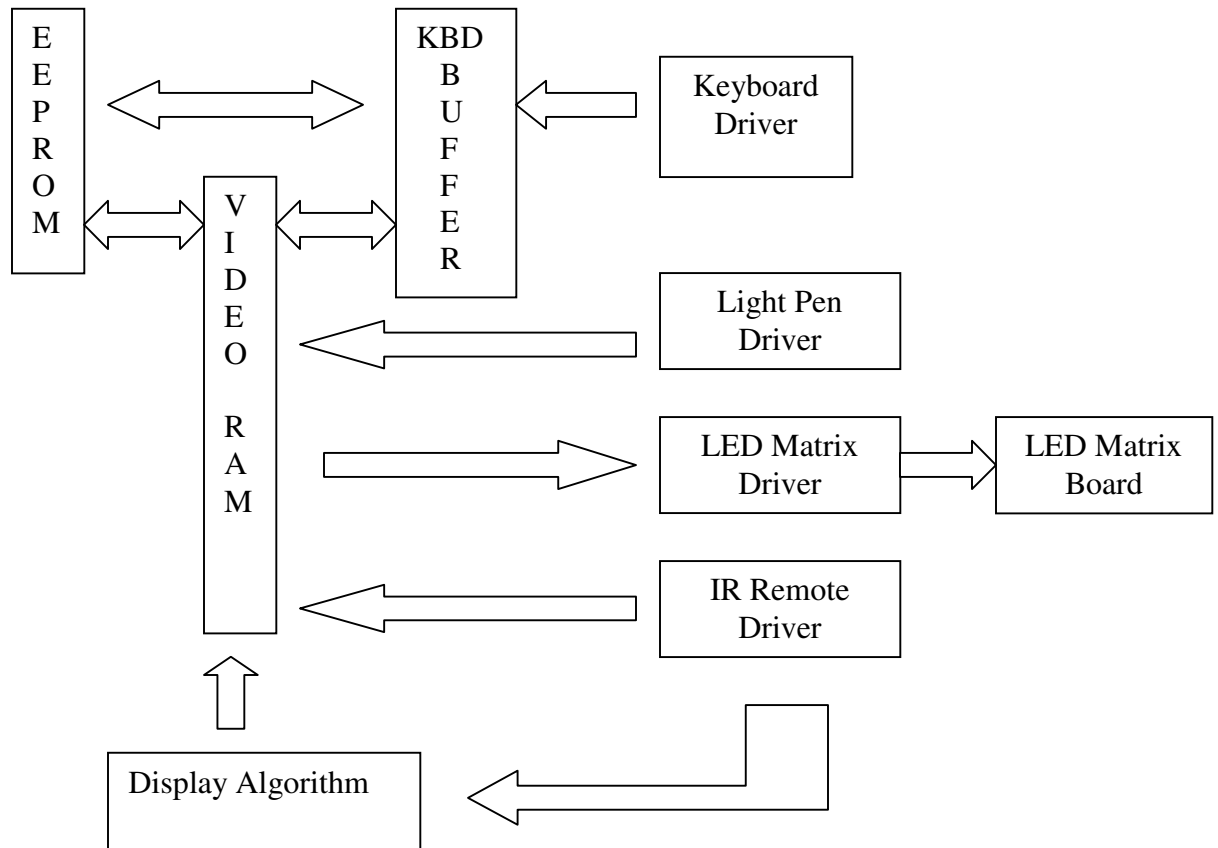 E
E
P
R
O
M
KBD
B
U
F
F
E
R
Keyboard
Driver
V
I
D
E
O
R
A
M
Light Pen
Driver
LED Matrix
Driver
LED Matrix
Board
IR Remote
Driver
Display Algorithm